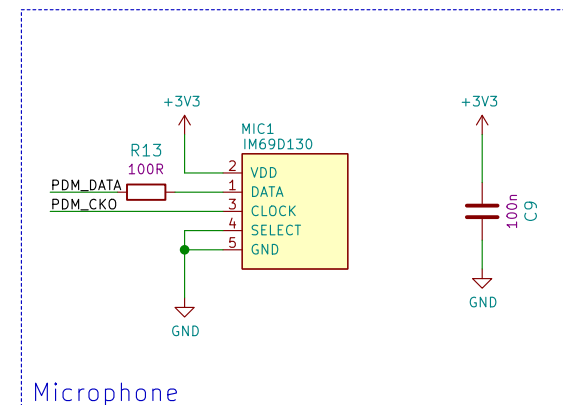 +3V3
+3V3
MIC1
IM69D130
R13
100R
2 VDD
PDM_DATA 1 DATA
PDM_CKO 3 CLOCK
4 SELECT
5 GND
100n
C9
GND
GND
Microphone